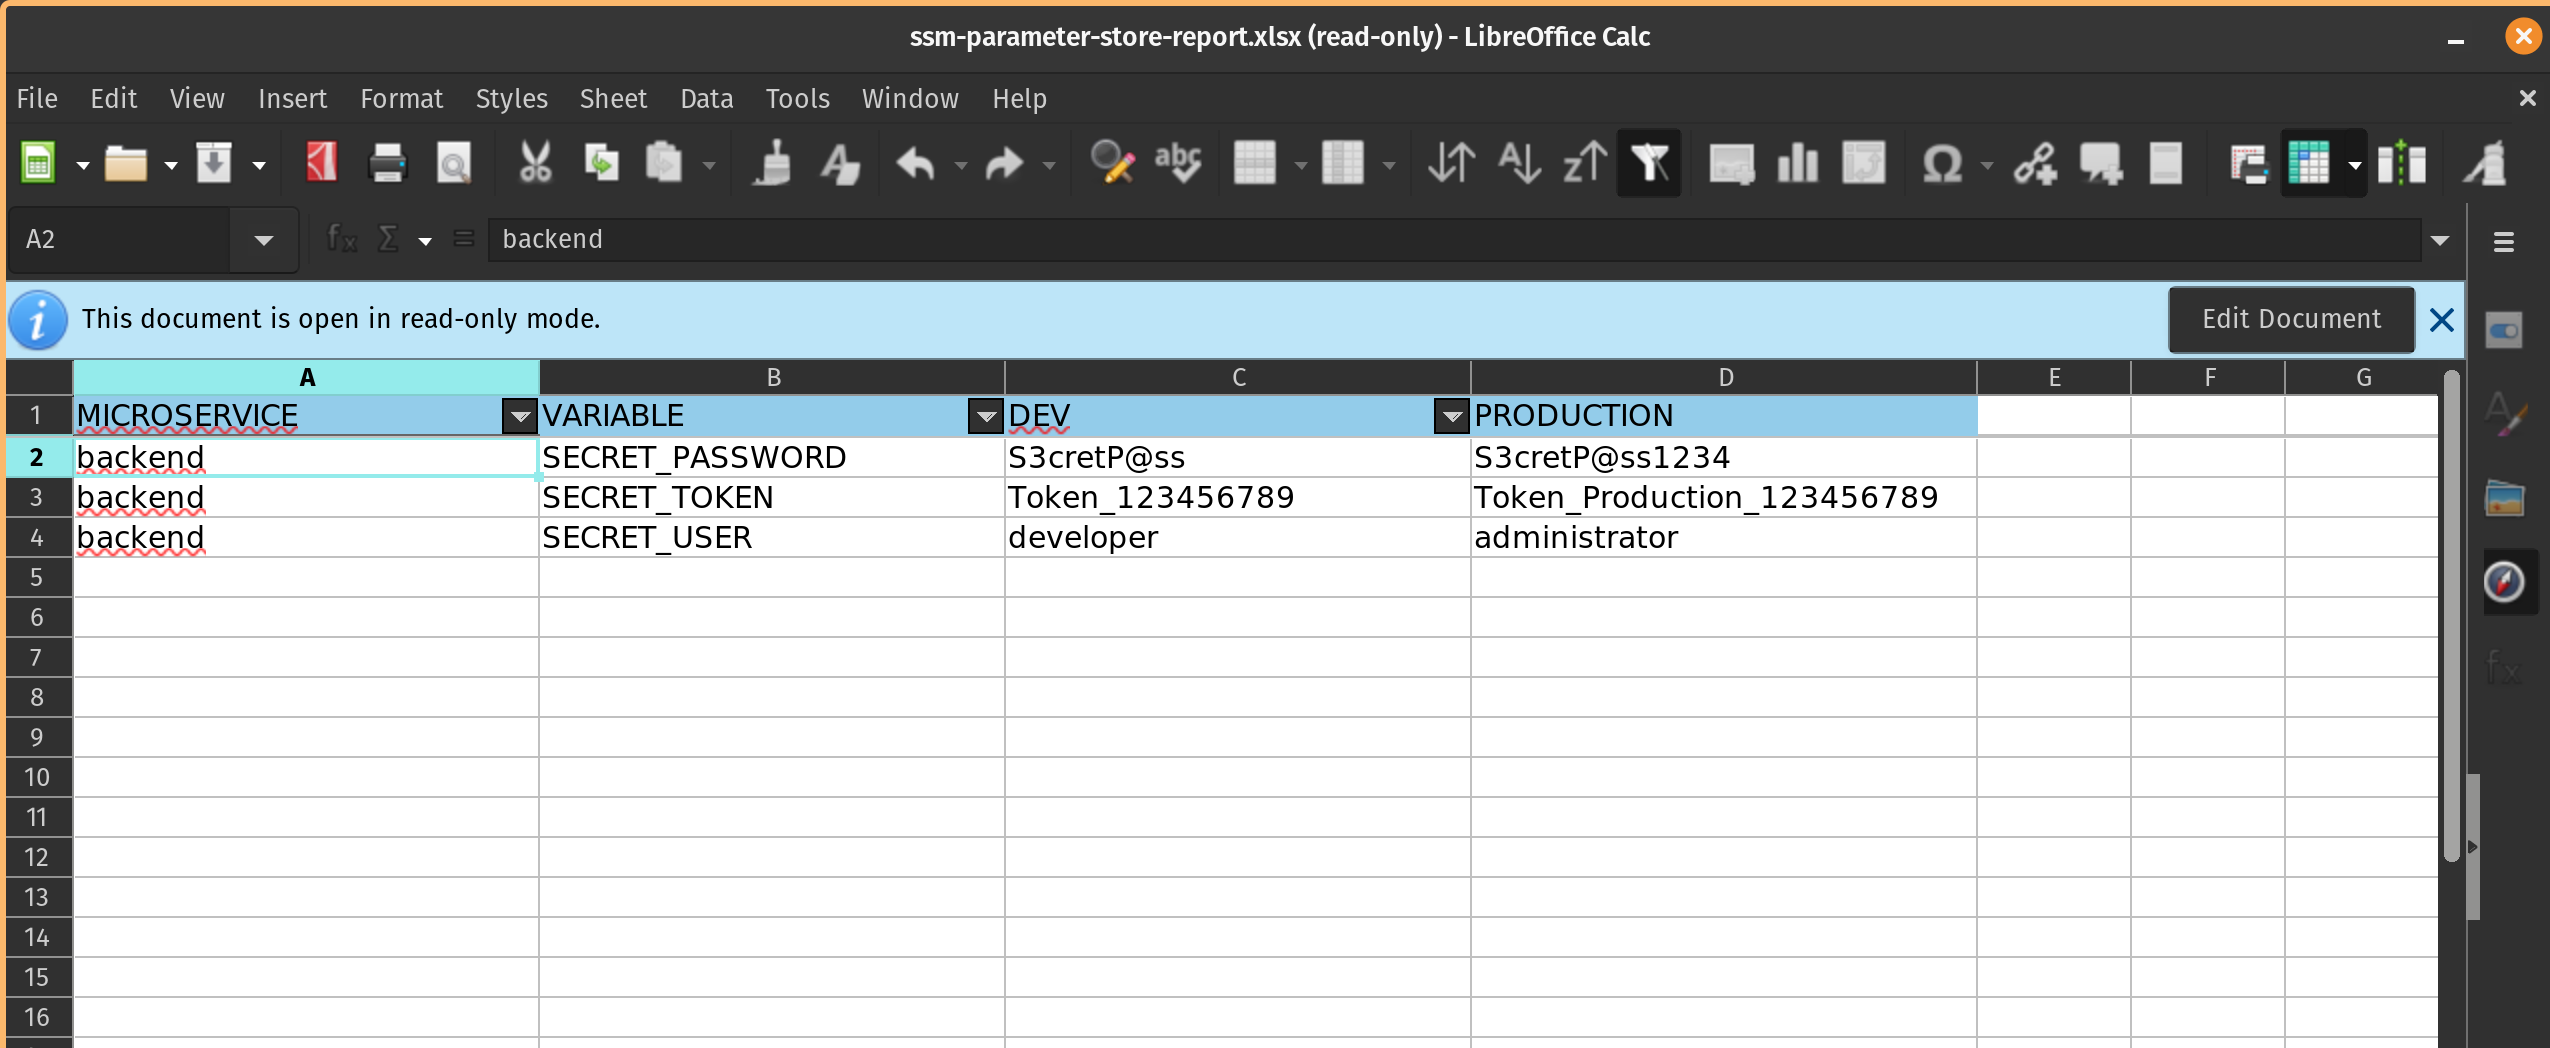 ssm-parameter-store-report.xlsx (read-only) - LibreOffice Calc
File Edit View Insert Format Styles Sheet Data Tools Window Help
A2 backend
This document is open in read-only mode. Edit Document
A B C D E F G
1 MICROSERVICE VARIABLE DEV PRODUCTION
2 backend SECRET_PASSWORD S3cretP@ss S3cretP@ss1234
3 backend SECRET_TOKEN Token_123456789 Token_Production_123456789
4 backend SECRET_USER developer administrator
5
6
7
8
9
10
11
12
13
14
15
16